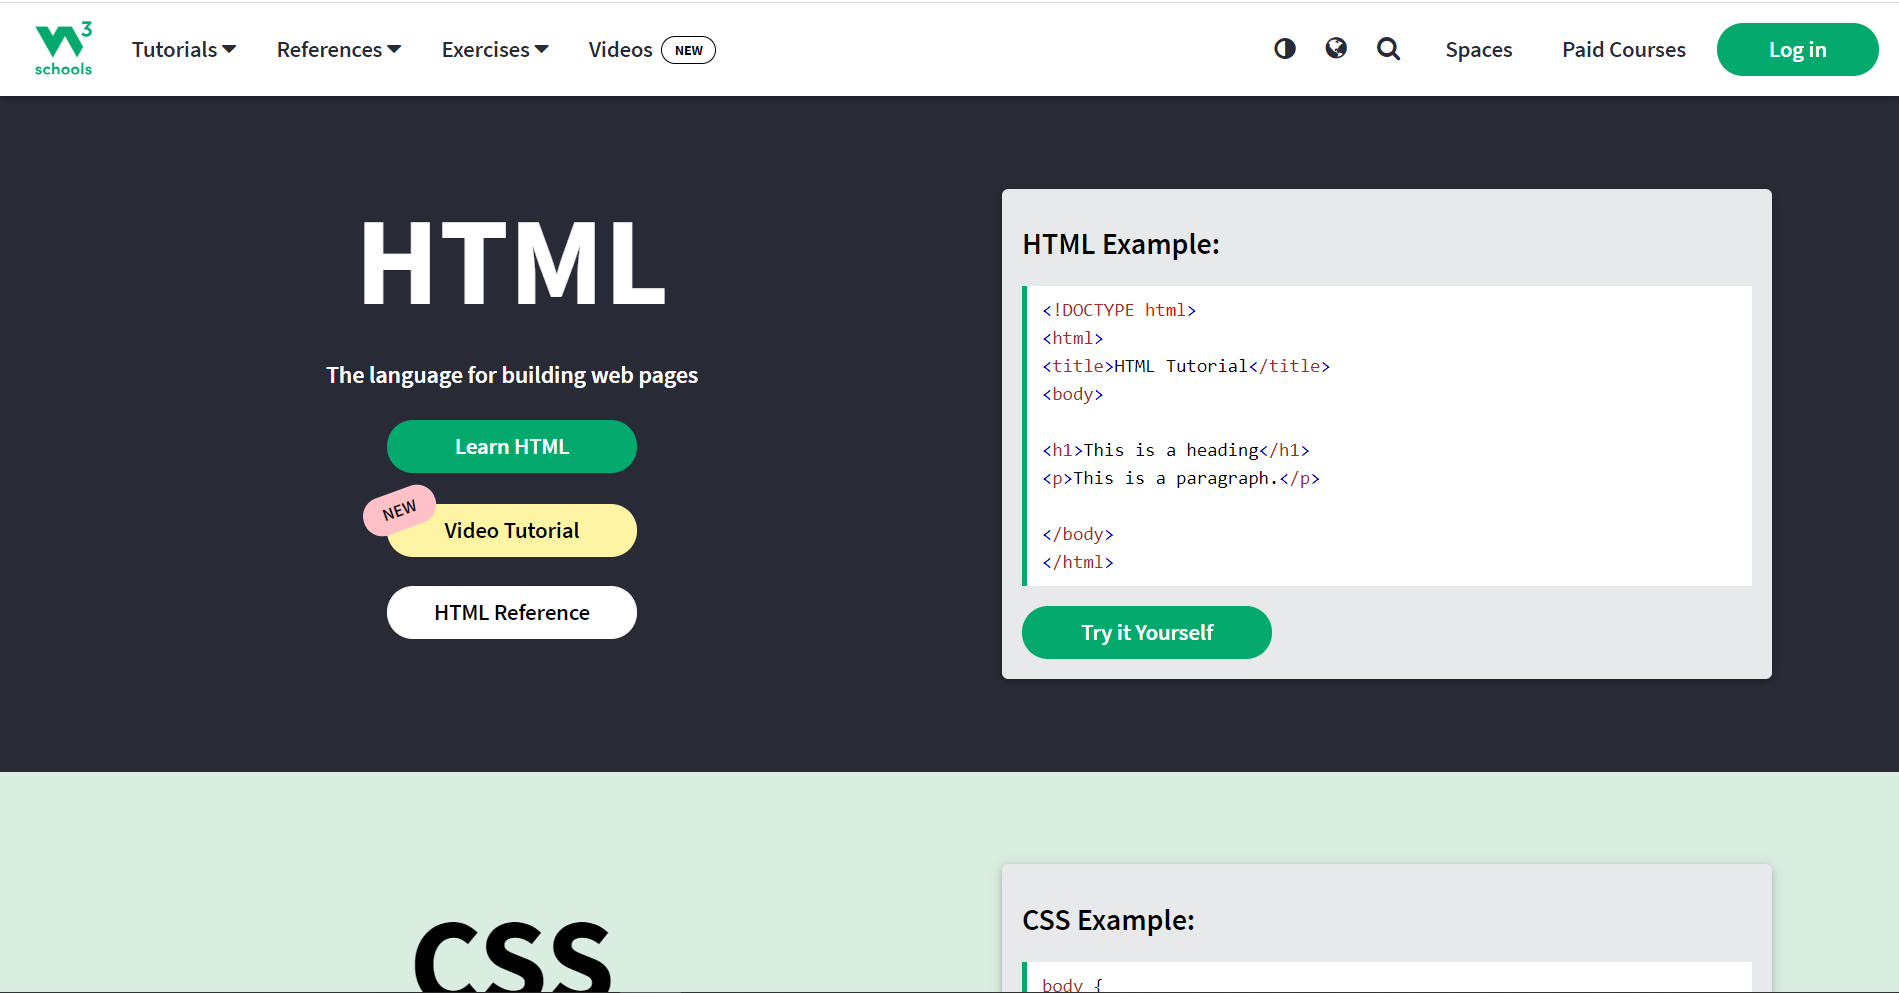 3
schools
Tutorials
References
Exercises
Videos NEW
Spaces
Paid Courses
Log in
HTML
The language for building web pages
Learn HTML
NEW
Video Tutorial
HTML Reference
HTML Example:
<!DOCTYPE html>
<html>
<title>HTML Tutorial</title>
<body>
<h1>This is a heading</h1>
<p>This is a paragraph.</p>
</body>
</html>
Try it Yourself
CSS
CSS Example:
body {